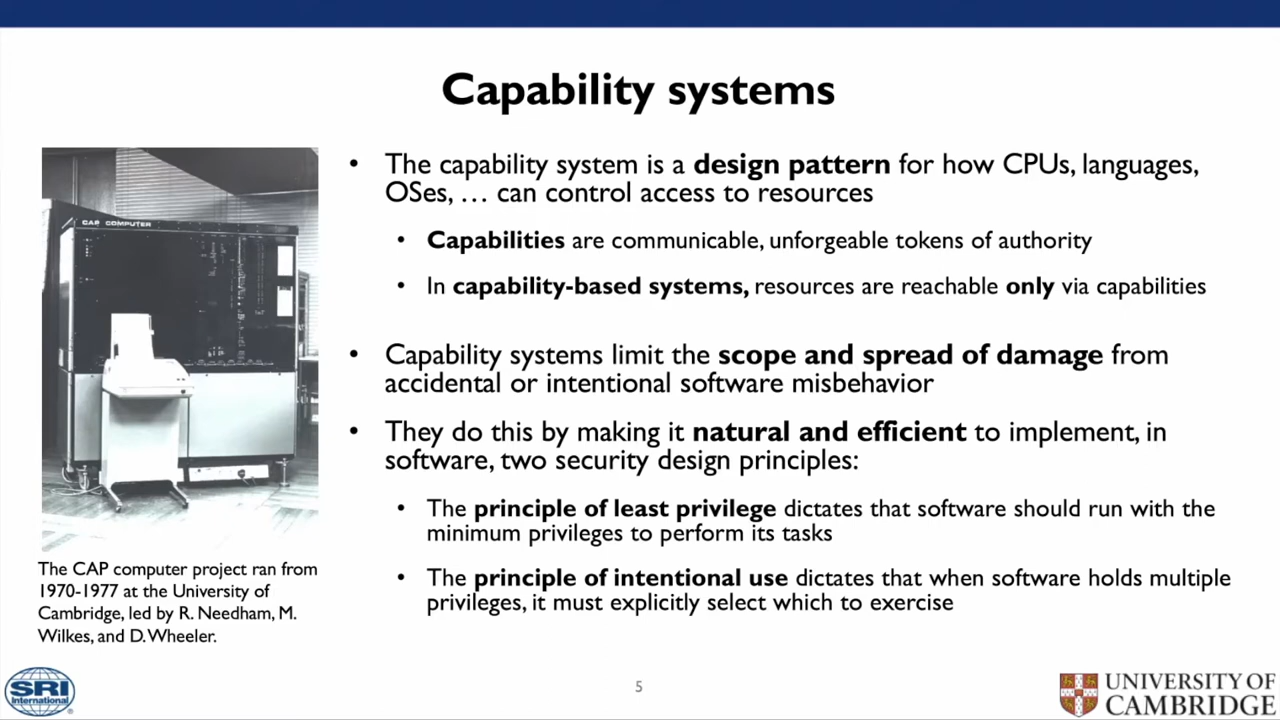 Capability systems
CAP COMPUTER
• The capability system is a design pattern for how CPUs, languages,
OSes, … can control access to resources
• Capabilities are communicable, unforgeable tokens of authority
• In capability-based systems, resources are reachable only via capabilities
• Capability systems limit the scope and spread of damage from
accidental or intentional software misbehavior
• They do this by making it natural and efficient to implement, in
software, two security design principles:
• The principle of least privilege dictates that software should run with the
minimum privileges to perform its tasks
• The principle of intentional use dictates that when software holds multiple
privileges, it must explicitly select which to exercise
The CAP computer project ran from
1970-1977 at the University of
Cambridge, led by R. Needham, M.
Wilkes, and D. Wheeler.
SRI
International
®
5
UNIVERSITY OF
CAMBRIDGE